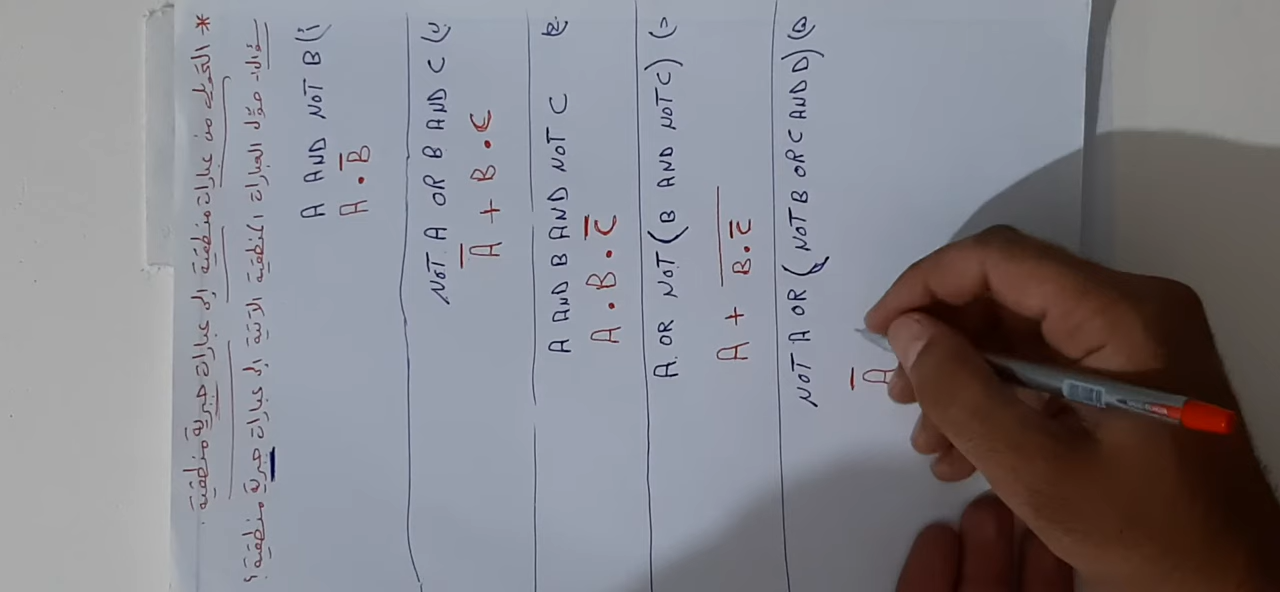 * التحويل من عبارات منطقية إلى عبارات جبرية منطقية.
سؤال: حوّل العبارات المنطقية الآتية إلى عبارات جبرية منطقية؟
أ) A AND NOT B
A . B̅
ب) NOT A OR B AND C
A̅ + B . C
ج) A AND B AND NOT C
A . B . C̅
د) A OR NOT (B AND NOT C)
A + B̅ ̅.̅ ̅C̅̅
هـ) NOT A OR (NOT B OR C AND D)
A̅